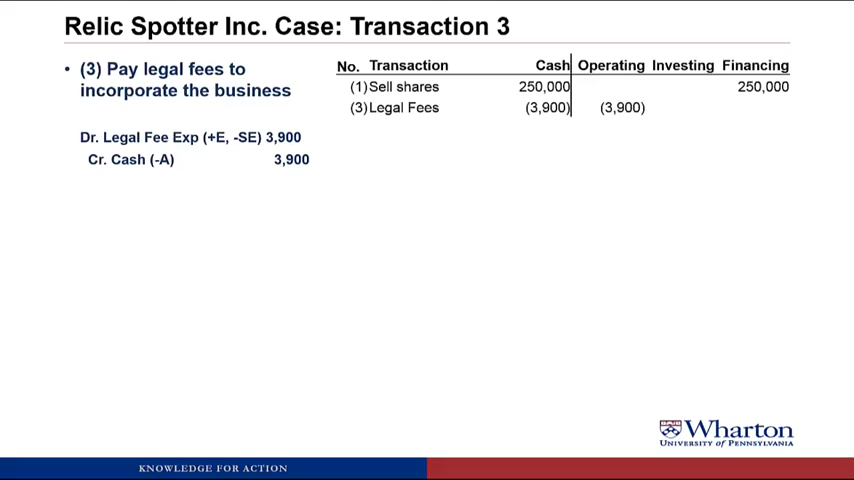 Relic Spotter Inc. Case: Transaction 3
• (3) Pay legal fees to
incorporate the business
Dr. Legal Fee Exp (+E, -SE) 3,900
Cr. Cash (-A) 3,900
No. Transaction Cash Operating Investing Financing
(1) Sell shares 250,000 250,000
(3) Legal Fees (3,900) (3,900)
Wharton
UNIVERSITY OF PENNSYLVANIA
KNOWLEDGE FOR ACTION